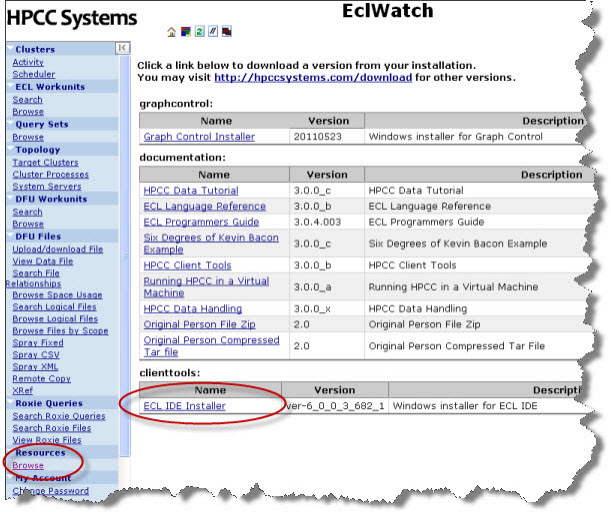 HPCC Systems
EclWatch
Clusters
Activity
Scheduler
ECL Workunits
Search
Browse
Query Sets
Browse
Topology
Target Clusters
Cluster Processes
System Servers
DFU Workunits
Search
Browse
DFU Files
Upload/download File
View Data File
Search File
Relationships
Browse Space Usage
Search Logical Files
Browse Logical Files
Browse Files by Scope
Spray Fixed
Spray CSV
Spray XML
Remote Copy
XRef
Roxie Queries
Search Roxie Queries
Search Roxie Files
View Roxie Files
Resources
Browse
My Account
Change Password
Click a link below to download a version from your installation.
You may visit http://hpccsystems.com/download for other versions.
graphcontrol:
Name Version Description
Graph Control Installer 20110523 Windows installer for Graph Control
documentation:
Name Version Description
HPCC Data Tutorial 3.0.0_c HPCC Data Tutorial
ECL Language Reference 3.0.0_b ECL Language Reference
ECL Programmers Guide 3.0.4.003 ECL Programmers Guide
Six Degrees of Kevin Bacon
Example 3.0.0_c Six Degrees of Kevin Bacon Example
HPCC Client Tools 3.0.0_b HPCC Client Tools
Running HPCC in a Virtual
Machine 3.0.0_a Running HPCC in a Virtual Machine
HPCC Data Handling 3.0.0_x HPCC Data Handling
Original Person File Zip 2.0 Original Person File Zip
Original Person Compressed
Tar file 2.0 Original Person Compressed Tar File
clienttools:
Name Version Descripti
ECL IDE Installer ver-6_0_0_3_682_1 Windows installer for ECL IDE